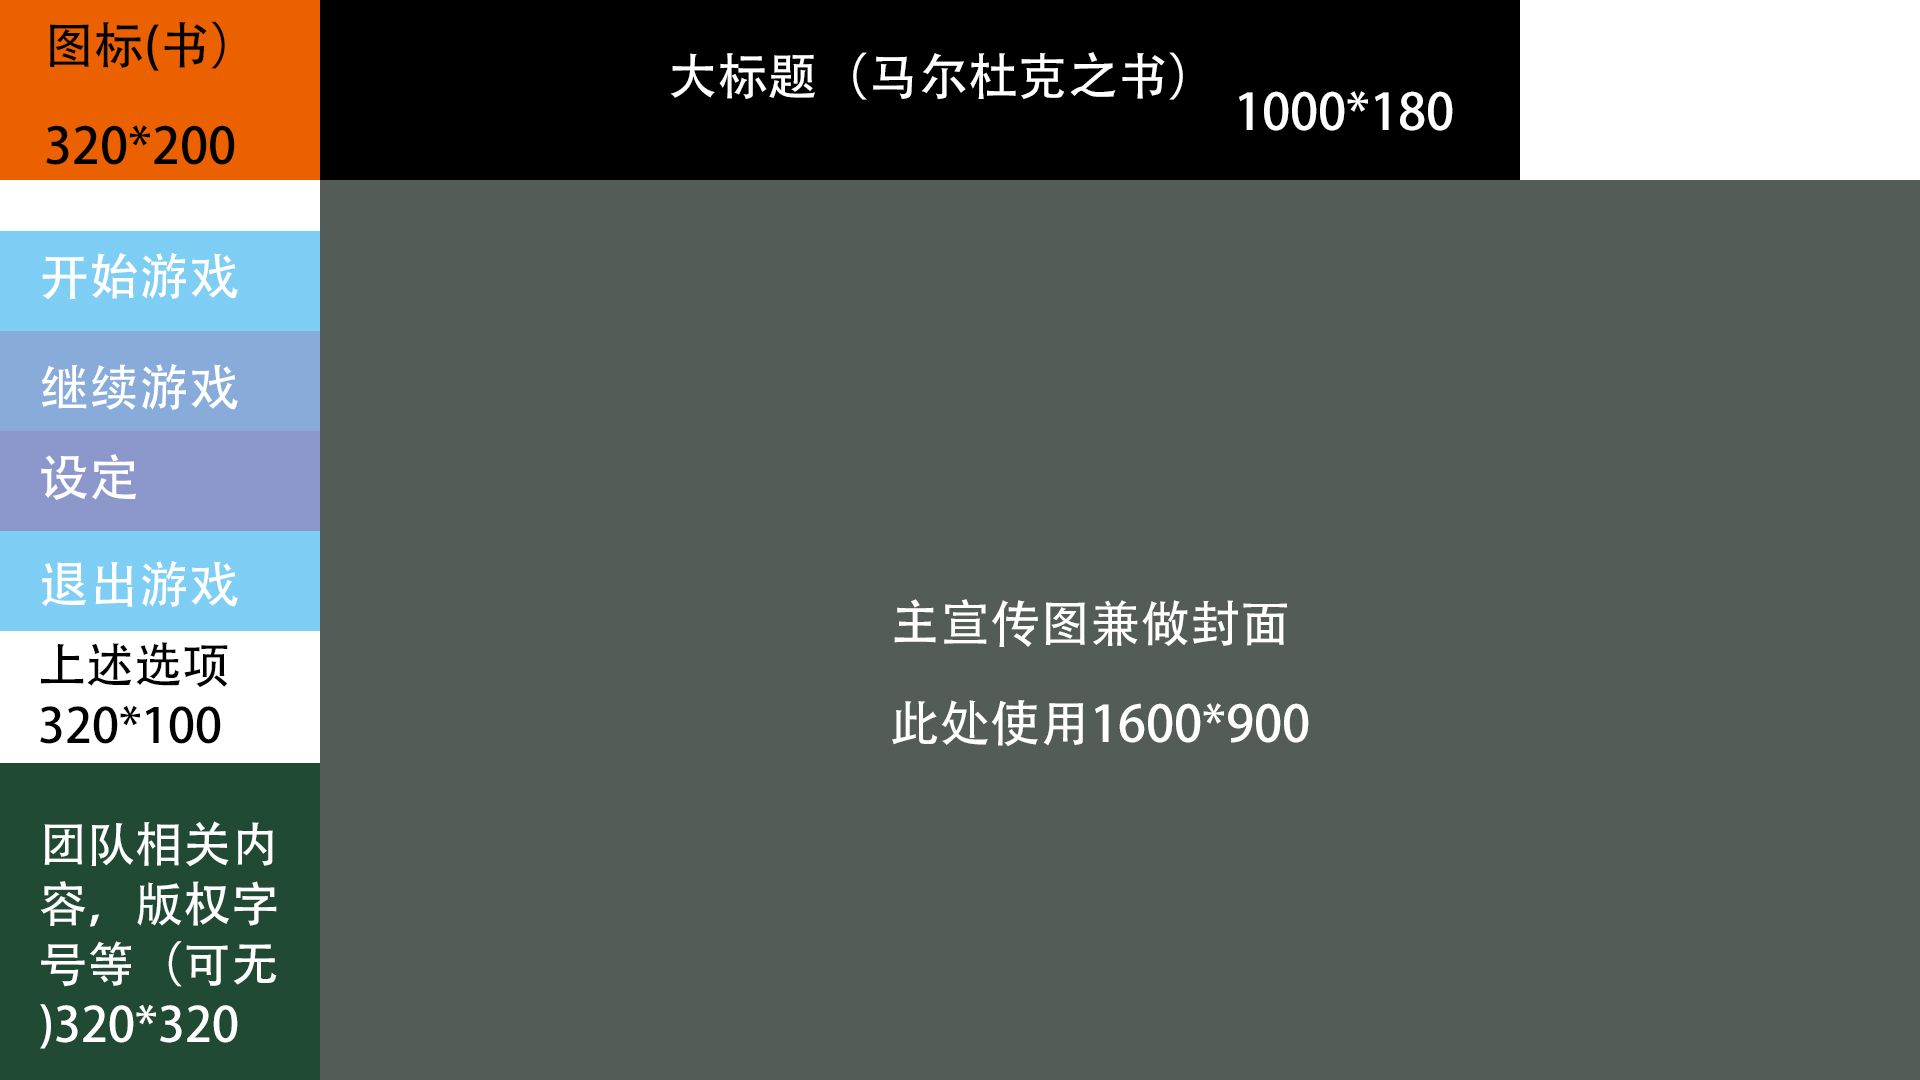 图标(书）
320*200
大标题（马尔杜克之书）
1000*180
开始游戏
继续游戏
设定
退出游戏
上述选项
320*100
团队相关内
容，版权字
号等（可无
)320*320
主宣传图兼做封面
此处使用1600*900